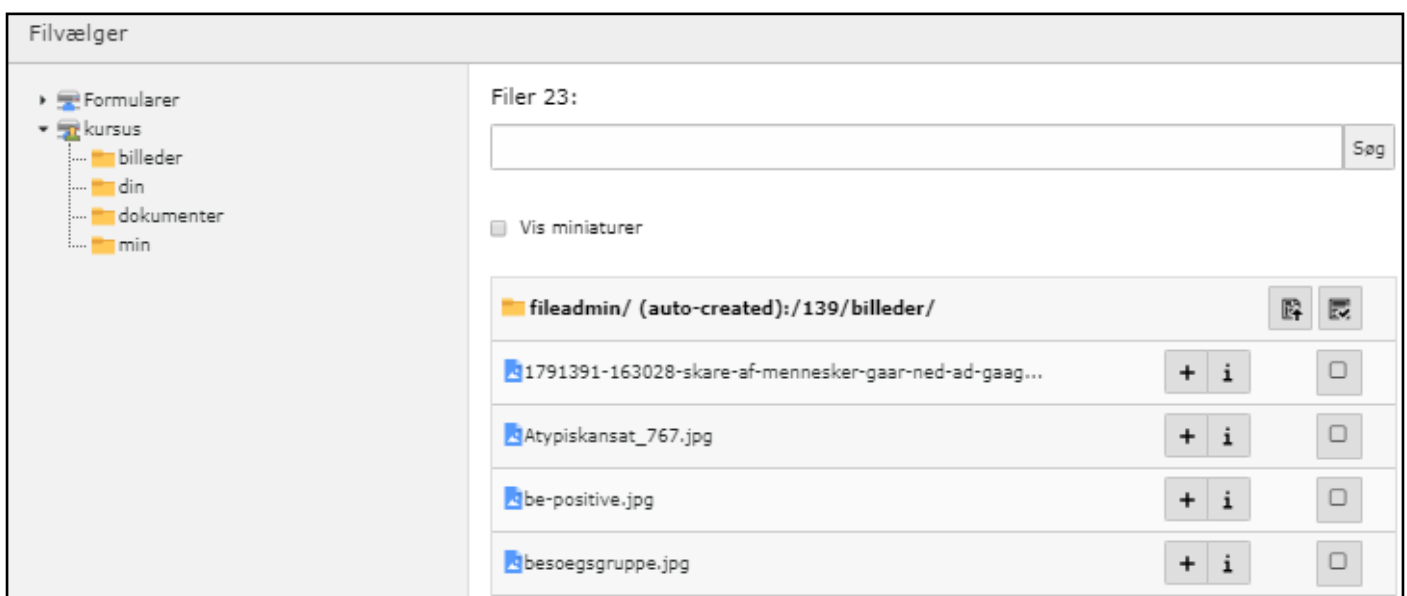 Filvælger
Formularer
kursus
billeder
din
dokumenter
min
Filer 23:
Søg
Vis miniaturer
fileadmin/ (auto-created):/139/billeder/
1791391-163028-skare-af-mennesker-gaar-ned-ad-gaag...
Atypiskansat_767.jpg
be-positive.jpg
besoegsgruppe.jpg